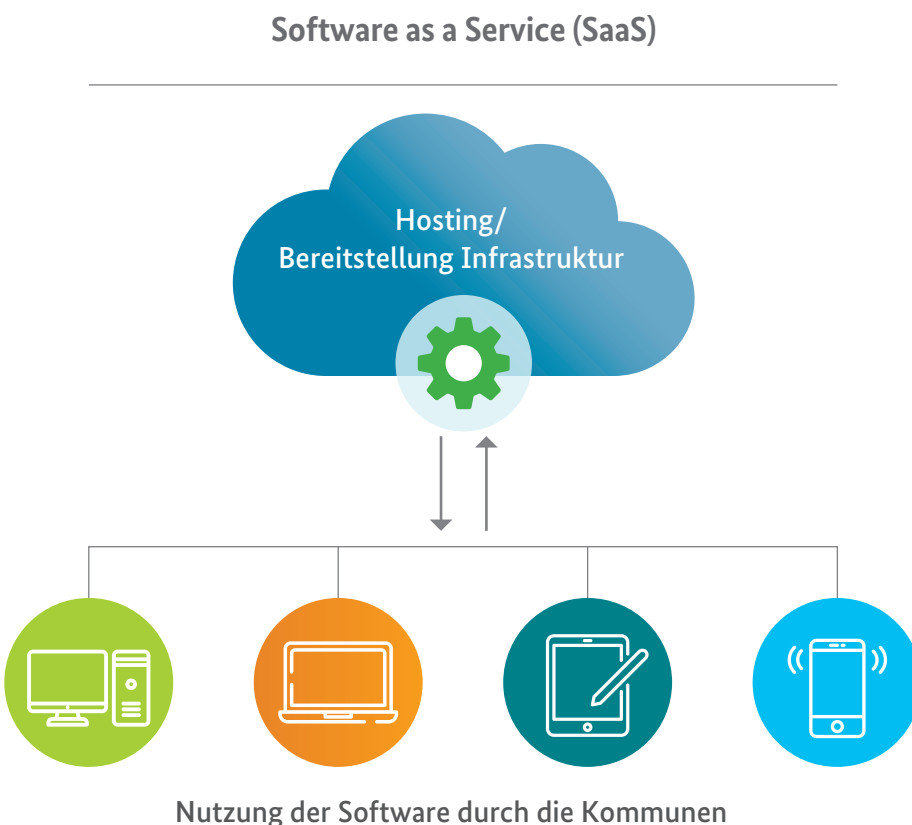 Software as a Service (SaaS)
Hosting/
Bereitstellung Infrastruktur
Nutzung der Software durch die Kommunen